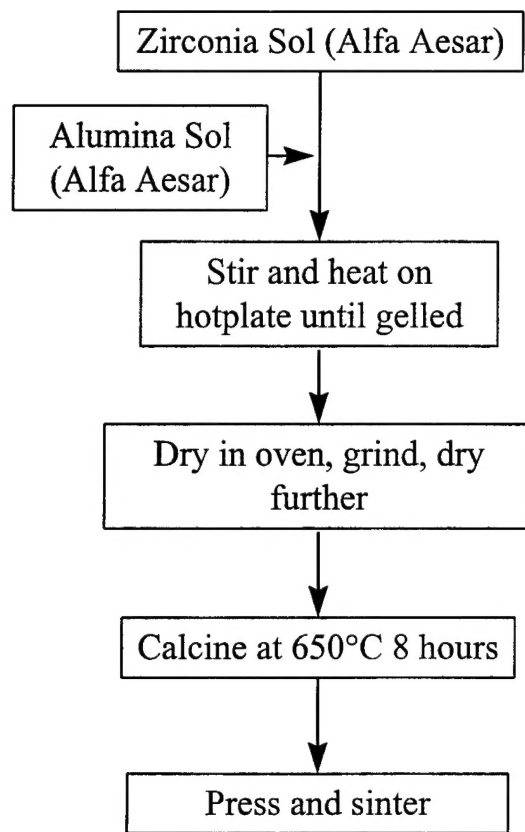 Zirconia Sol (Alfa Aesar)
Alumina Sol
(Alfa Aesar)
Stir and heat on
hotplate until gelled
Dry in oven, grind, dry
further
Calcine at 650°C 8 hours
Press and sinter